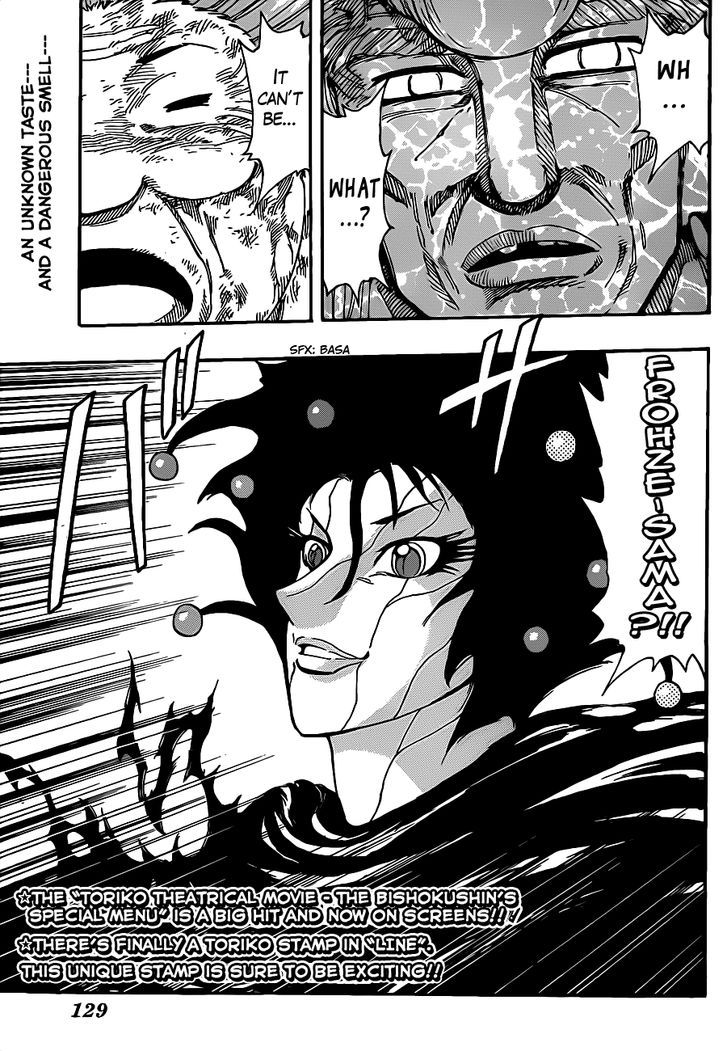 WH
...
WHAT
...?
IT
CAN'T
BE...
AN UNKNOWN TASTE---
AND A DANGEROUS SMELL---
SFX: BASA
FROHZE-SAMA?!!
☆THE "TORIKO THEATRICAL MOVIE - THE BISHOKUSHIN'S
SPECIAL MENU" IS A BIG HIT AND NOW ON SCREENS!!
☆THERE'S FINALLY A TORIKO STAMP IN "LINE".
THIS UNIQUE STAMP IS SURE TO BE EXCITING!!
129